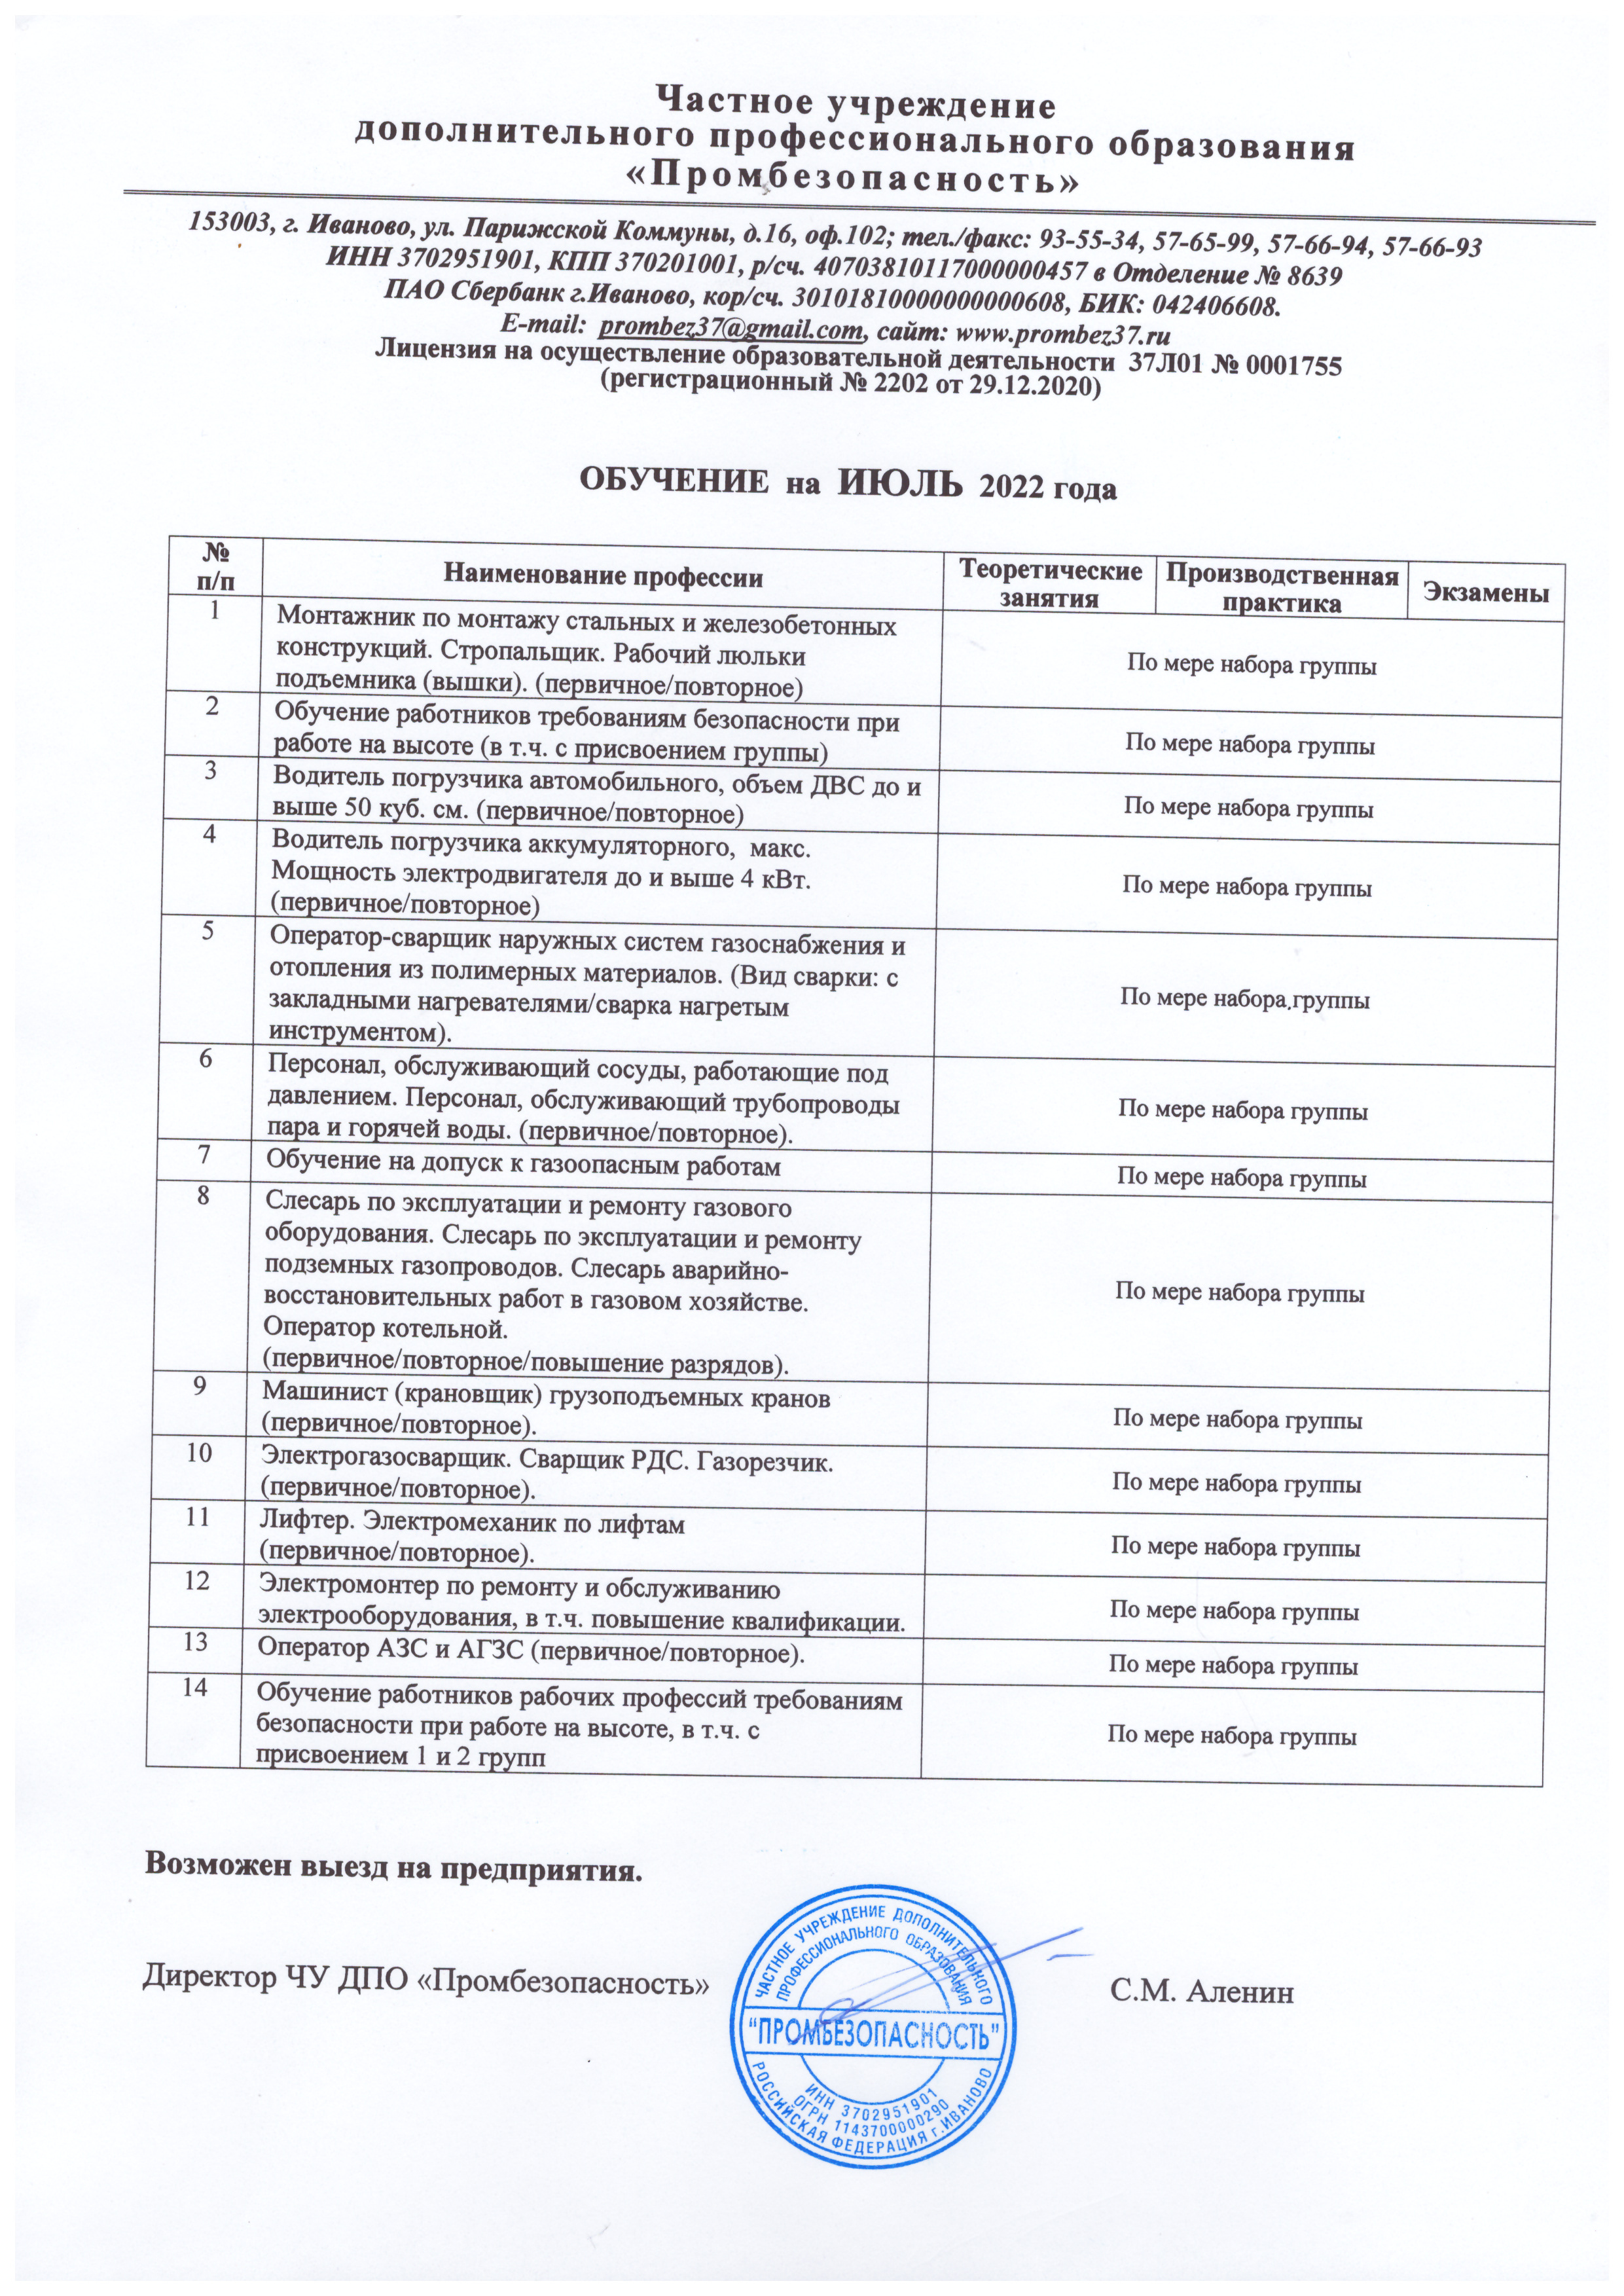 Частное учреждение
дополнительного профессионального образования
«Промбезопасность»
153003, г. Иваново, ул. Парижской Коммуны, д.16, оф.102; тел./факс: 93-55-34, 57-65-99, 57-66-94, 57-66-93
ИНН 3702951901, КПП 370201001, р/сч. 40703810117000000457 в Отделение № 8639
ПАО Сбербанк г.Иваново, кор/сч. 30101810000000000608, БИК: 042406608.
E-mail: prombez37@gmail.com, сайт: www.prombez37.ru
Лицензия на осуществление образовательной деятельности 37Л01 № 0001755
(регистрационный № 2202 от 29.12.2020)
ОБУЧЕНИЕ на ИЮЛЬ 2022 года
№ п/п Наименование профессии Теоретические занятия Производственная практика Экзамены
1 Монтажник по монтажу стальных и железобетонных
конструкций. Стропальщик. Рабочий люльки
подъемника (вышки). (первичное/повторное)
По мере набора группы
2 Обучение работников требованиям безопасности при
работе на высоте (в т.ч. с присвоением группы)
По мере набора группы
3 Водитель погрузчика автомобильного, объем ДВС до и
выше 50 куб. см. (первичное/повторное)
По мере набора группы
4 Водитель погрузчика аккумуляторного, макс.
Мощность электродвигателя до и выше 4 кВт.
(первичное/повторное)
По мере набора группы
5 Оператор-сварщик наружных систем газоснабжения и
отопления из полимерных материалов. (Вид сварки: с
закладными нагревателями/сварка нагретым
инструментом).
По мере набора группы
6 Персонал, обслуживающий сосуды, работающие под
давлением. Персонал, обслуживающий трубопроводы
пара и горячей воды. (первичное/повторное).
По мере набора группы
7 Обучение на допуск к газоопасным работам
По мере набора группы
8 Слесарь по эксплуатации и ремонту газового
оборудования. Слесарь по эксплуатации и ремонту
подземных газопроводов. Слесарь аварийно-
восстановительных работ в газовом хозяйстве.
Оператор котельной.
(первичное/повторное/повышение разрядов).
По мере набора группы
9 Машинист (крановщик) грузоподъемных кранов
(первичное/повторное).
По мере набора группы
10 Электрогазосварщик. Сварщик РДС. Газорезчик.
(первичное/повторное).
По мере набора группы
11 Лифтер. Электромеханик по лифтам
(первичное/повторное).
По мере набора группы
12 Электромонтер по ремонту и обслуживанию
электрооборудования, в т.ч. повышение квалификации.
По мере набора группы
13 Оператор АЗС и АГЗС (первичное/повторное).
По мере набора группы
14 Обучение работников рабочих профессий требованиям
безопасности при работе на высоте, в т.ч. с
присвоением 1 и 2 групп
По мере набора группы
Возможен выезд на предприятия.
Директор ЧУ ДПО «Промбезопасность» С.М. Аленин
ЧАСТНОЕ УЧРЕЖДЕНИЕ ДОПОЛНИТЕЛЬНОГО
ПРОФЕССИОНАЛЬНОГО ОБРАЗОВАНИЯ
"ПРОМБЕЗОПАСНОСТЬ"
ИНН 3702951901
ОГРН 1143700000290
РОССИЙСКАЯ ФЕДЕРАЦИЯ г.ИВАНОВО